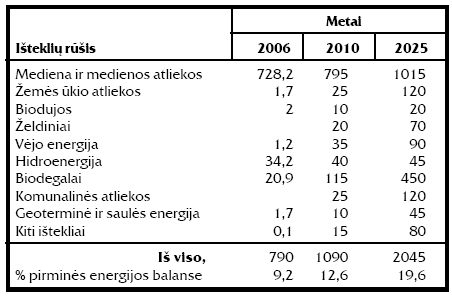 Metai
Išteklių rūšis 2006 2010 2025
Mediena ir medienos atliekos 728,2 795 1015
Žemės ūkio atliekos 1,7 25 120
Biodujos 2 10 20
Želdiniai 20 70
Vėjo energija 1,2 35 90
Hidroenergija 34,2 40 45
Biodegalai 20,9 115 450
Komunalinės atliekos 25 120
Geoterminė ir saulės energija 1,7 10 45
Kiti ištekliai 0,1 15 80
Iš viso, 790 1090 2045
% pirminės energijos balanse 9,2 12,6 19,6